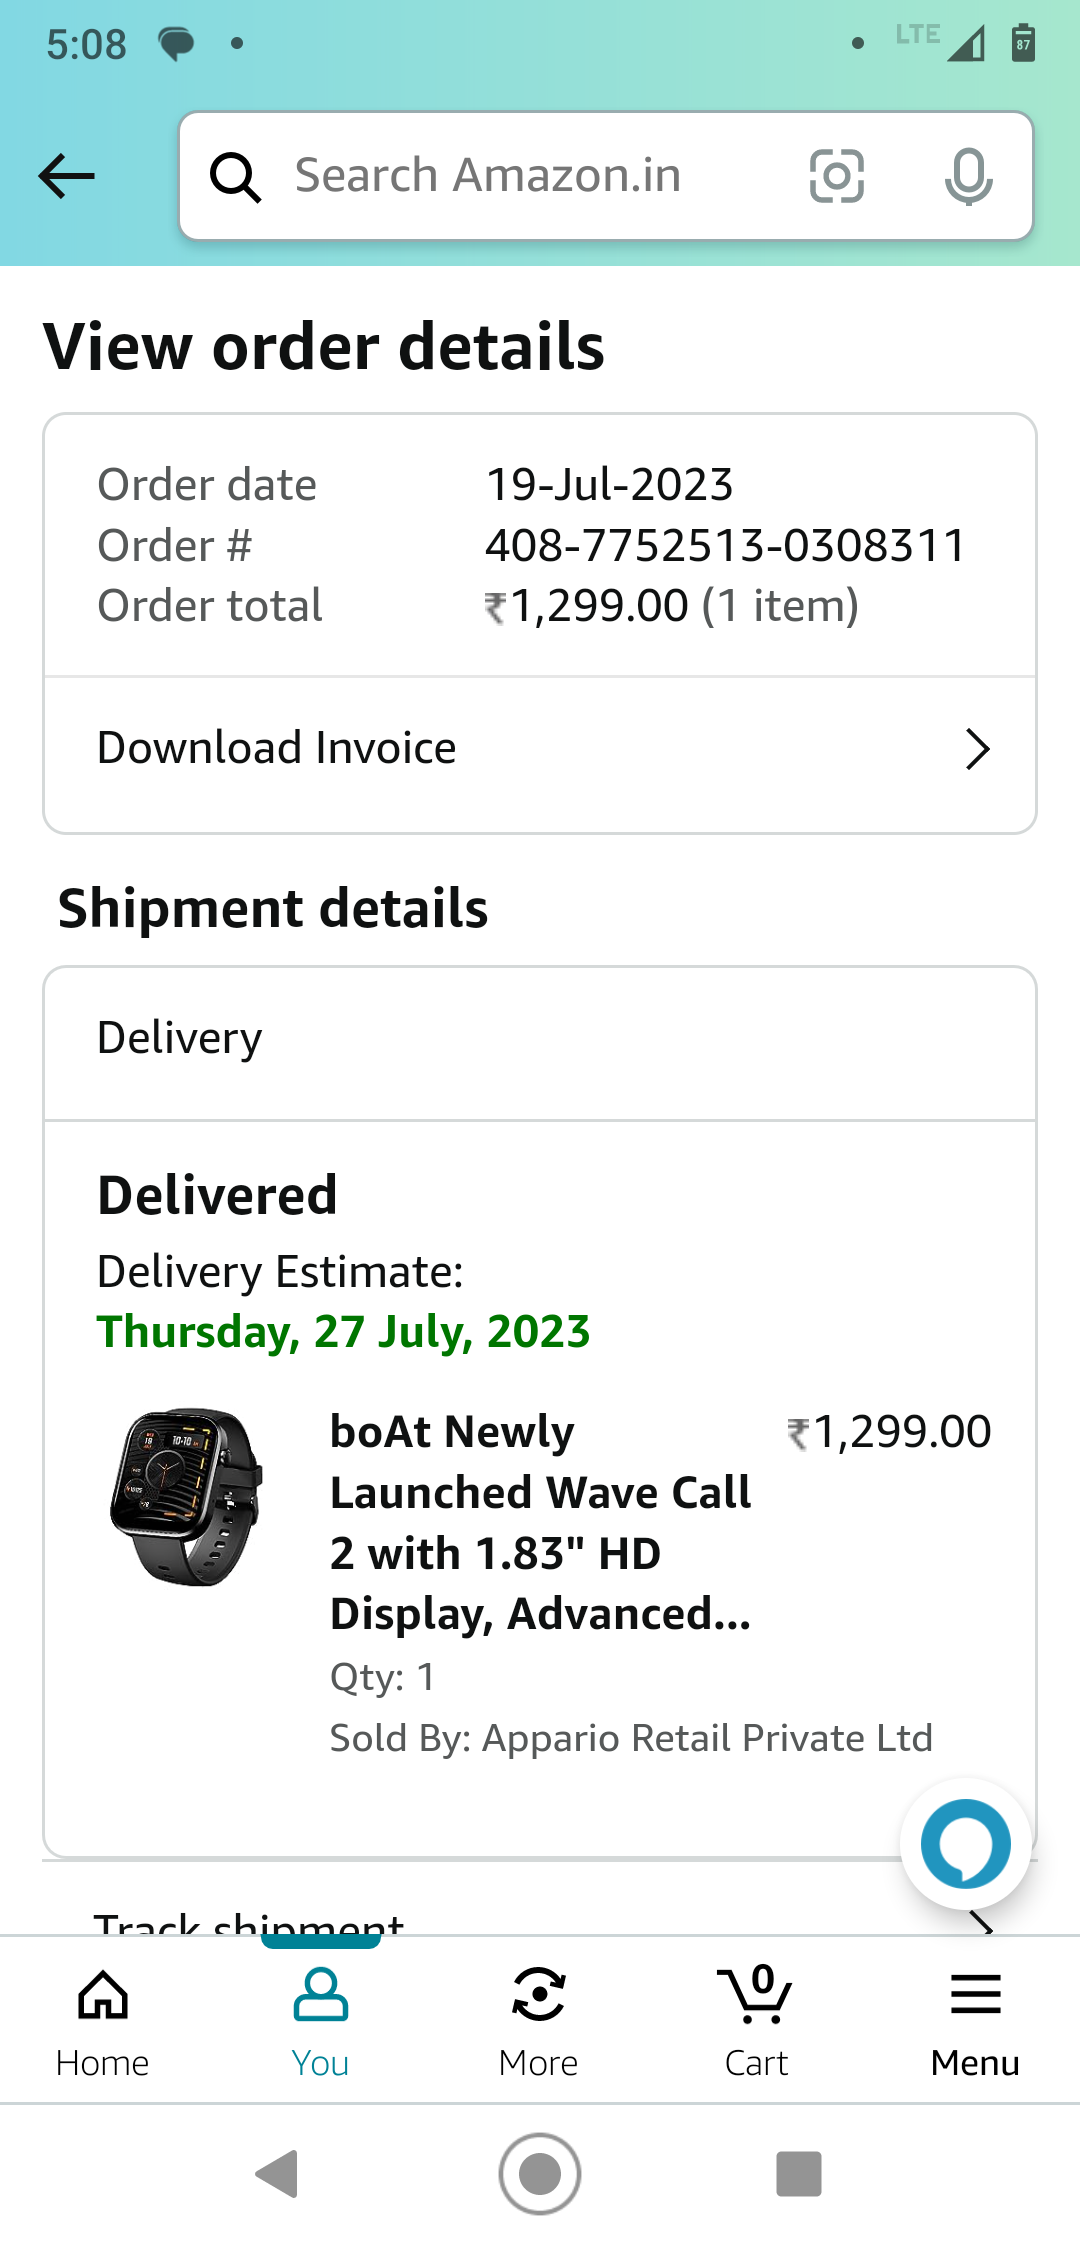 5:08
LTE
87
Search Amazon.in
View order details
Order date 19-Jul-2023
Order # 408-7752513-0308311
Order total ₹1,299.00 (1 item)
Download Invoice
Shipment details
Delivery
Delivered
Delivery Estimate:
Thursday, 27 July, 2023
boAt Newly ₹1,299.00
Launched Wave Call
2 with 1.83" HD
Display, Advanced...
Qty: 1
Sold By: Appario Retail Private Ltd
Track shipment
0
Home You More Cart Menu